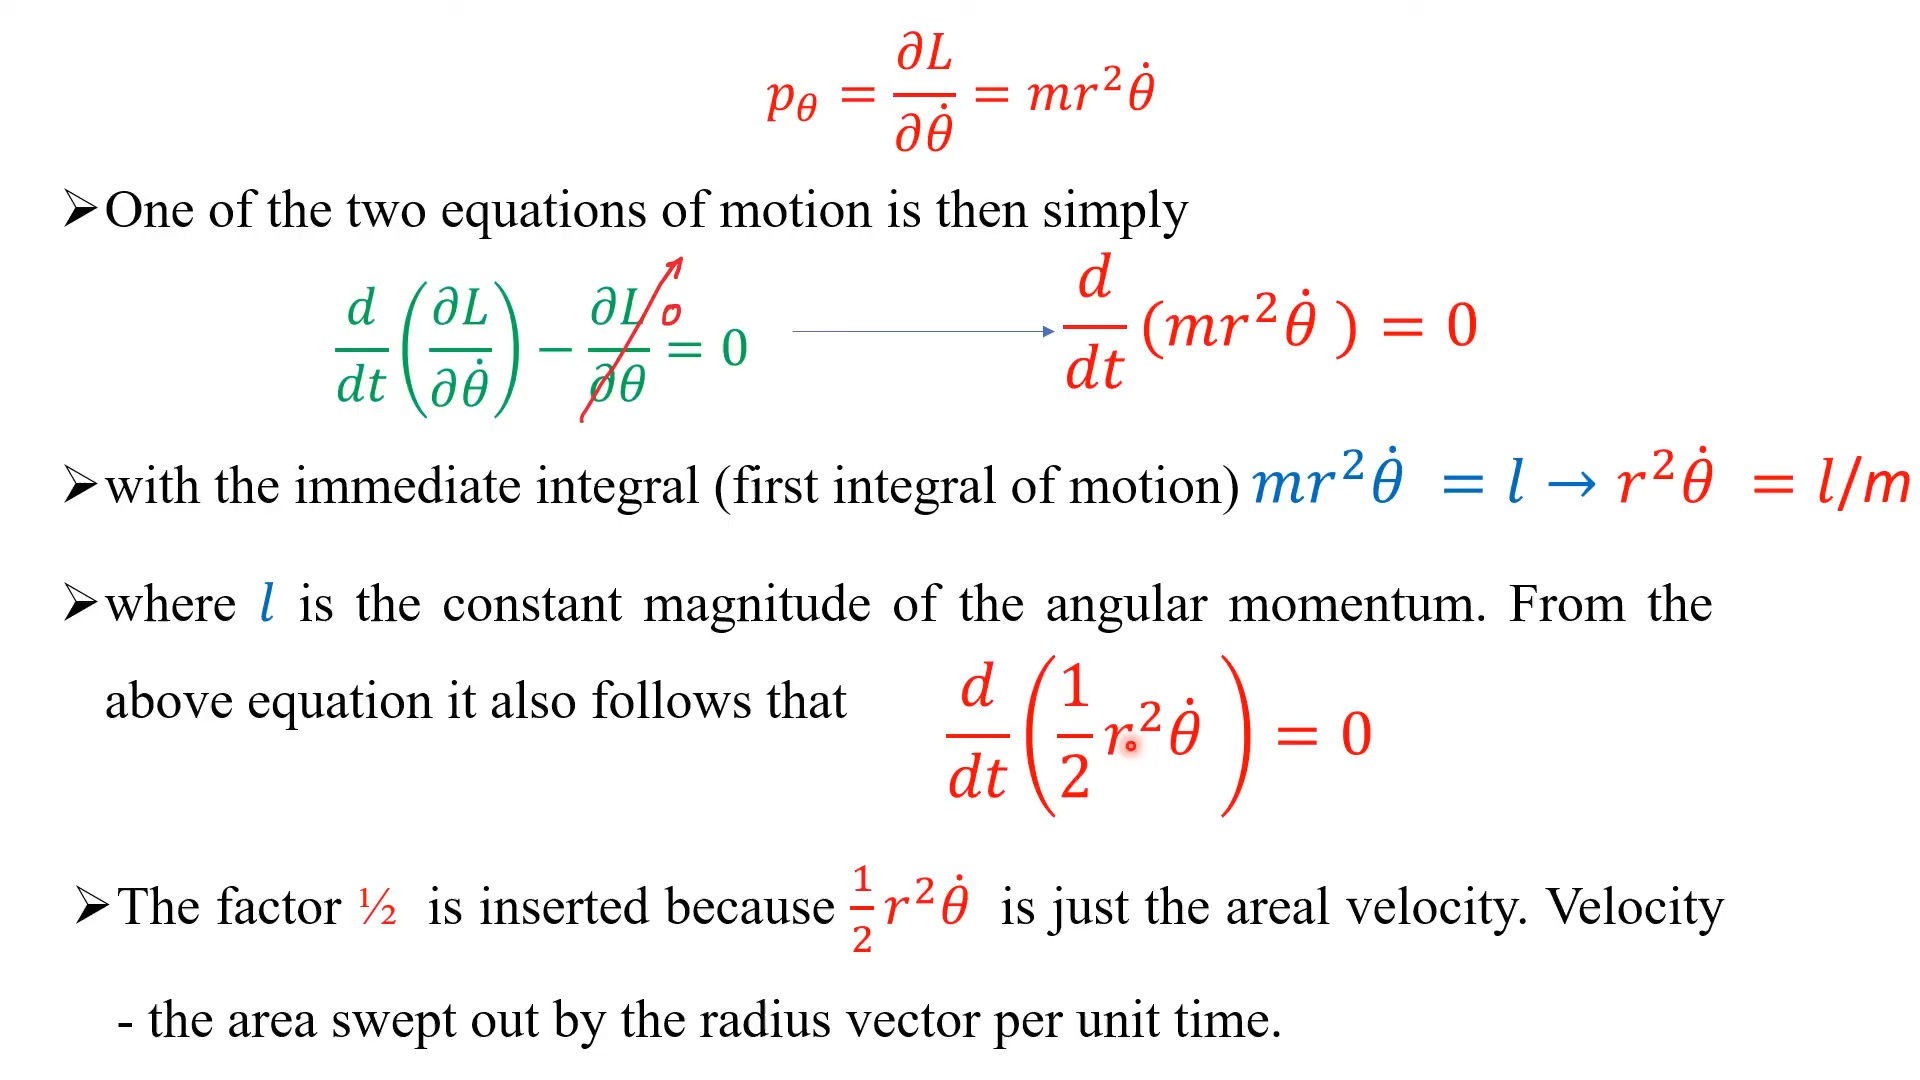 p_θ = ∂L/∂θ̇ = mr²θ̇
➢One of the two equations of motion is then simply
d/dt (∂L/∂θ̇) − ∂L/∂θ = 0 → d/dt (mr²θ̇ ) = 0
0
➢with the immediate integral (first integral of motion) mr²θ̇ = l → r²θ̇ = l/m
➢where l is the constant magnitude of the angular momentum. From the
above equation it also follows that d/dt (1/2 r²θ̇ ) = 0
➢The factor ½ is inserted because 1/2 r²θ̇ is just the areal velocity. Velocity
- the area swept out by the radius vector per unit time.